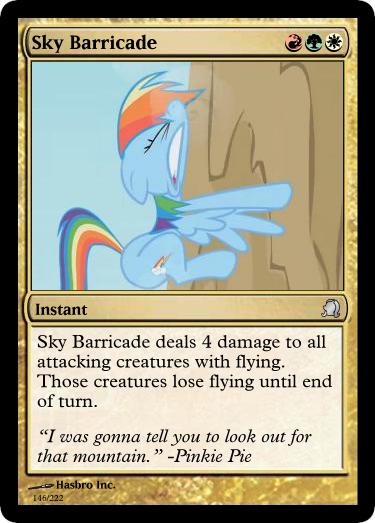 Sky Barricade
Instant
Sky Barricade deals 4 damage to all
attacking creatures with flying.
Those creatures lose flying until end
of turn.
“I was gonna tell you to look out for
that mountain.” -Pinkie Pie
Hasbro Inc.
146/222